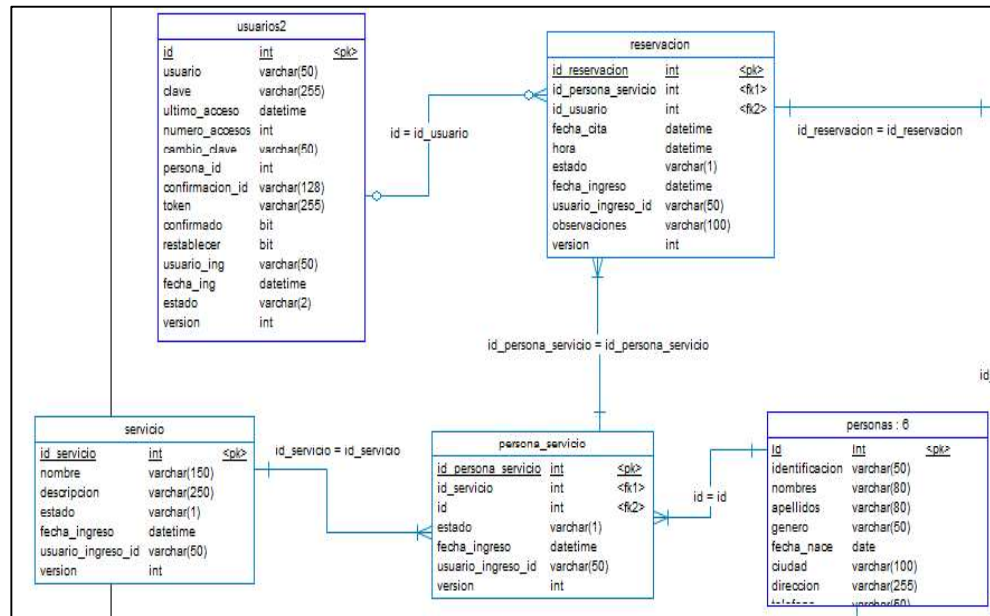 usuarios2
id int <pk>
usuario varchar(50)
clave varchar(255)
ultimo_acceso datetime
numero_accesos int
cambio_clave varchar(50)
persona_id int
confirmacion_id varchar(128)
token varchar(255)
confirmado bit
restablecer bit
usuario_ing varchar(50)
fecha_ing datetime
estado varchar(2)
version int
id = id_usuario
reservacion
id_reservacion int <pk>
id_persona_servicio int <fk1>
id_usuario int <fk2>
fecha_cita datetime
hora datetime
estado varchar(1)
fecha_ingreso datetime
usuario_ingreso_id varchar(50)
observaciones varchar(100)
version int
id_reservacion = id_reservacion
id_persona_servicio = id_persona_servicio
id_
servicio
id_servicio int <pk>
nombre varchar(150)
descripcion varchar(250)
estado varchar(1)
fecha_ingreso datetime
usuario_ingreso_id varchar(50)
version int
id_servicio = id_servicio
persona_servicio
id_persona_servicio int <pk>
id_servicio int <fk1>
id int <fk2>
estado varchar(1)
fecha_ingreso datetime
usuario_ingreso_id varchar(50)
version int
id = id
personas : 6
id int <pk>
identificacion varchar(50)
nombres varchar(80)
apellidos varchar(80)
genero varchar(50)
fecha_nace date
ciudad varchar(100)
direccion varchar(255)